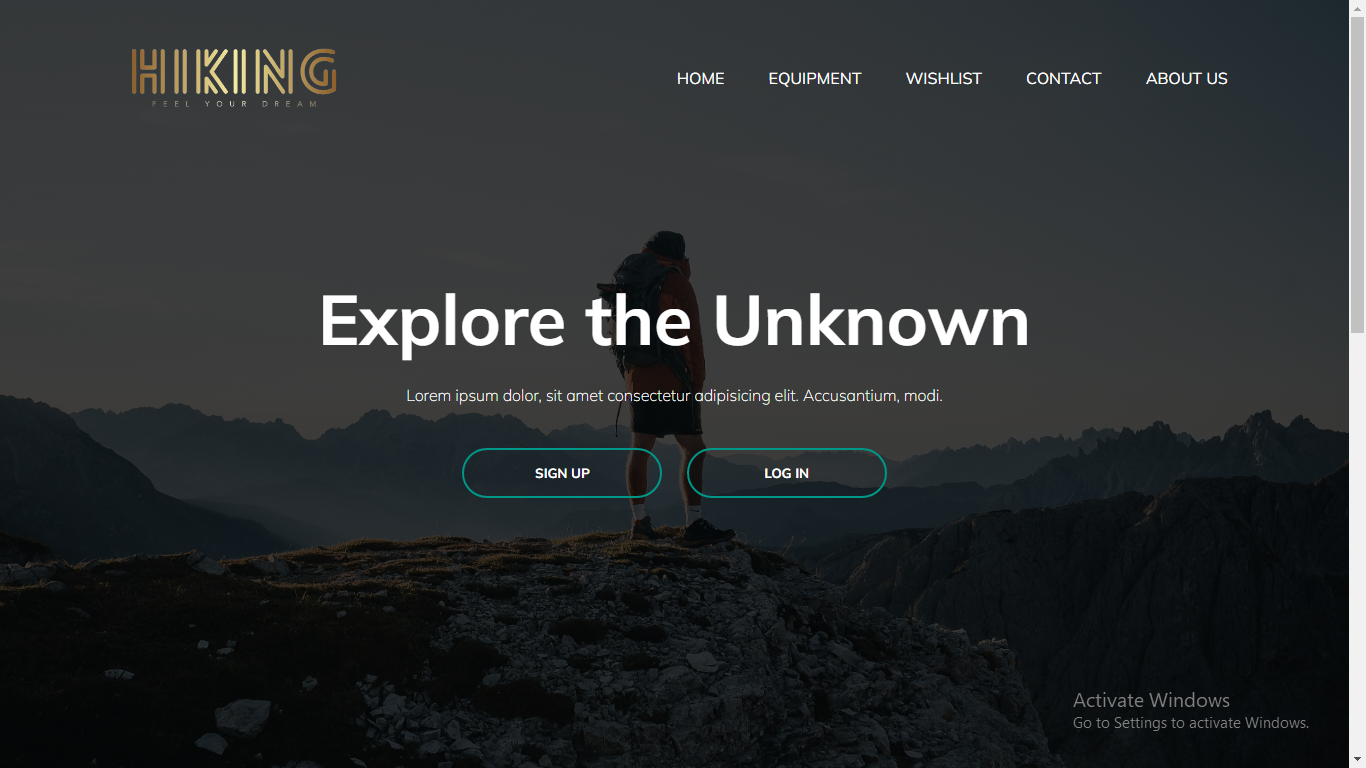 HIKING
FEEL YOUR DREAM
HOME EQUIPMENT WISHLIST CONTACT ABOUT US
Explore the Unknown
Lorem ipsum dolor, sit amet consectetur adipisicing elit. Accusantium, modi.
SIGN UP LOG IN
Activate Windows
Go to Settings to activate Windows.